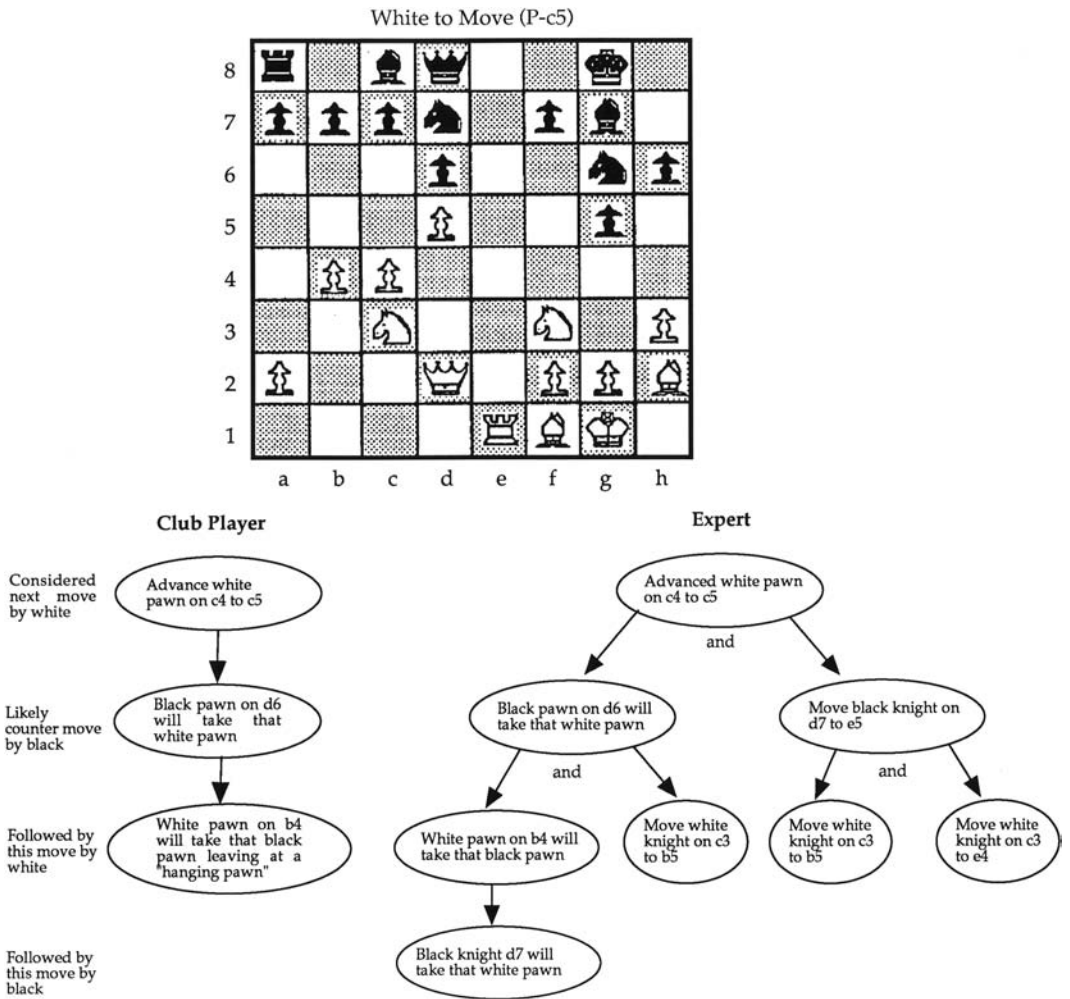 White to Move (P-c5)
8
7
6
5
4
3
2
1
a b c d e f g h
Club Player
Expert
Considered
next move
by white
Advance white
pawn on c4 to c5
Advanced white pawn
on c4 to c5
and
Likely
counter move
by black
Black pawn on d6
will take that
white pawn
Black pawn on d6 will
take that white pawn
Move black knight on
d7 to e5
and
and
Followed by
this move by
white
White pawn on b4
will take that black
pawn leaving at a
"hanging pawn"
White pawn on b4 will
take that black pawn
Move white
knight on c3
to b5
Move white
knight on c3
to b5
Move white
knight on c3
to e4
Followed by
this move by
black
Black knight d7 will
take that white pawn